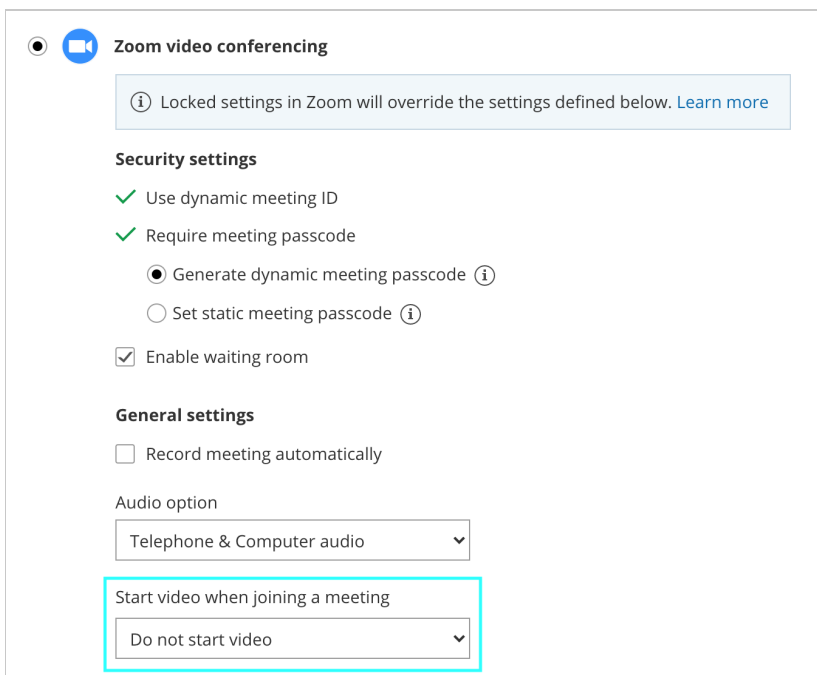 Zoom video conferencing
Locked settings in Zoom will override the settings defined below. Learn more
Security settings
Use dynamic meeting ID
Require meeting passcode
Generate dynamic meeting passcode
Set static meeting passcode
Enable waiting room
General settings
Record meeting automatically
Audio option
Telephone & Computer audio
Start video when joining a meeting
Do not start video